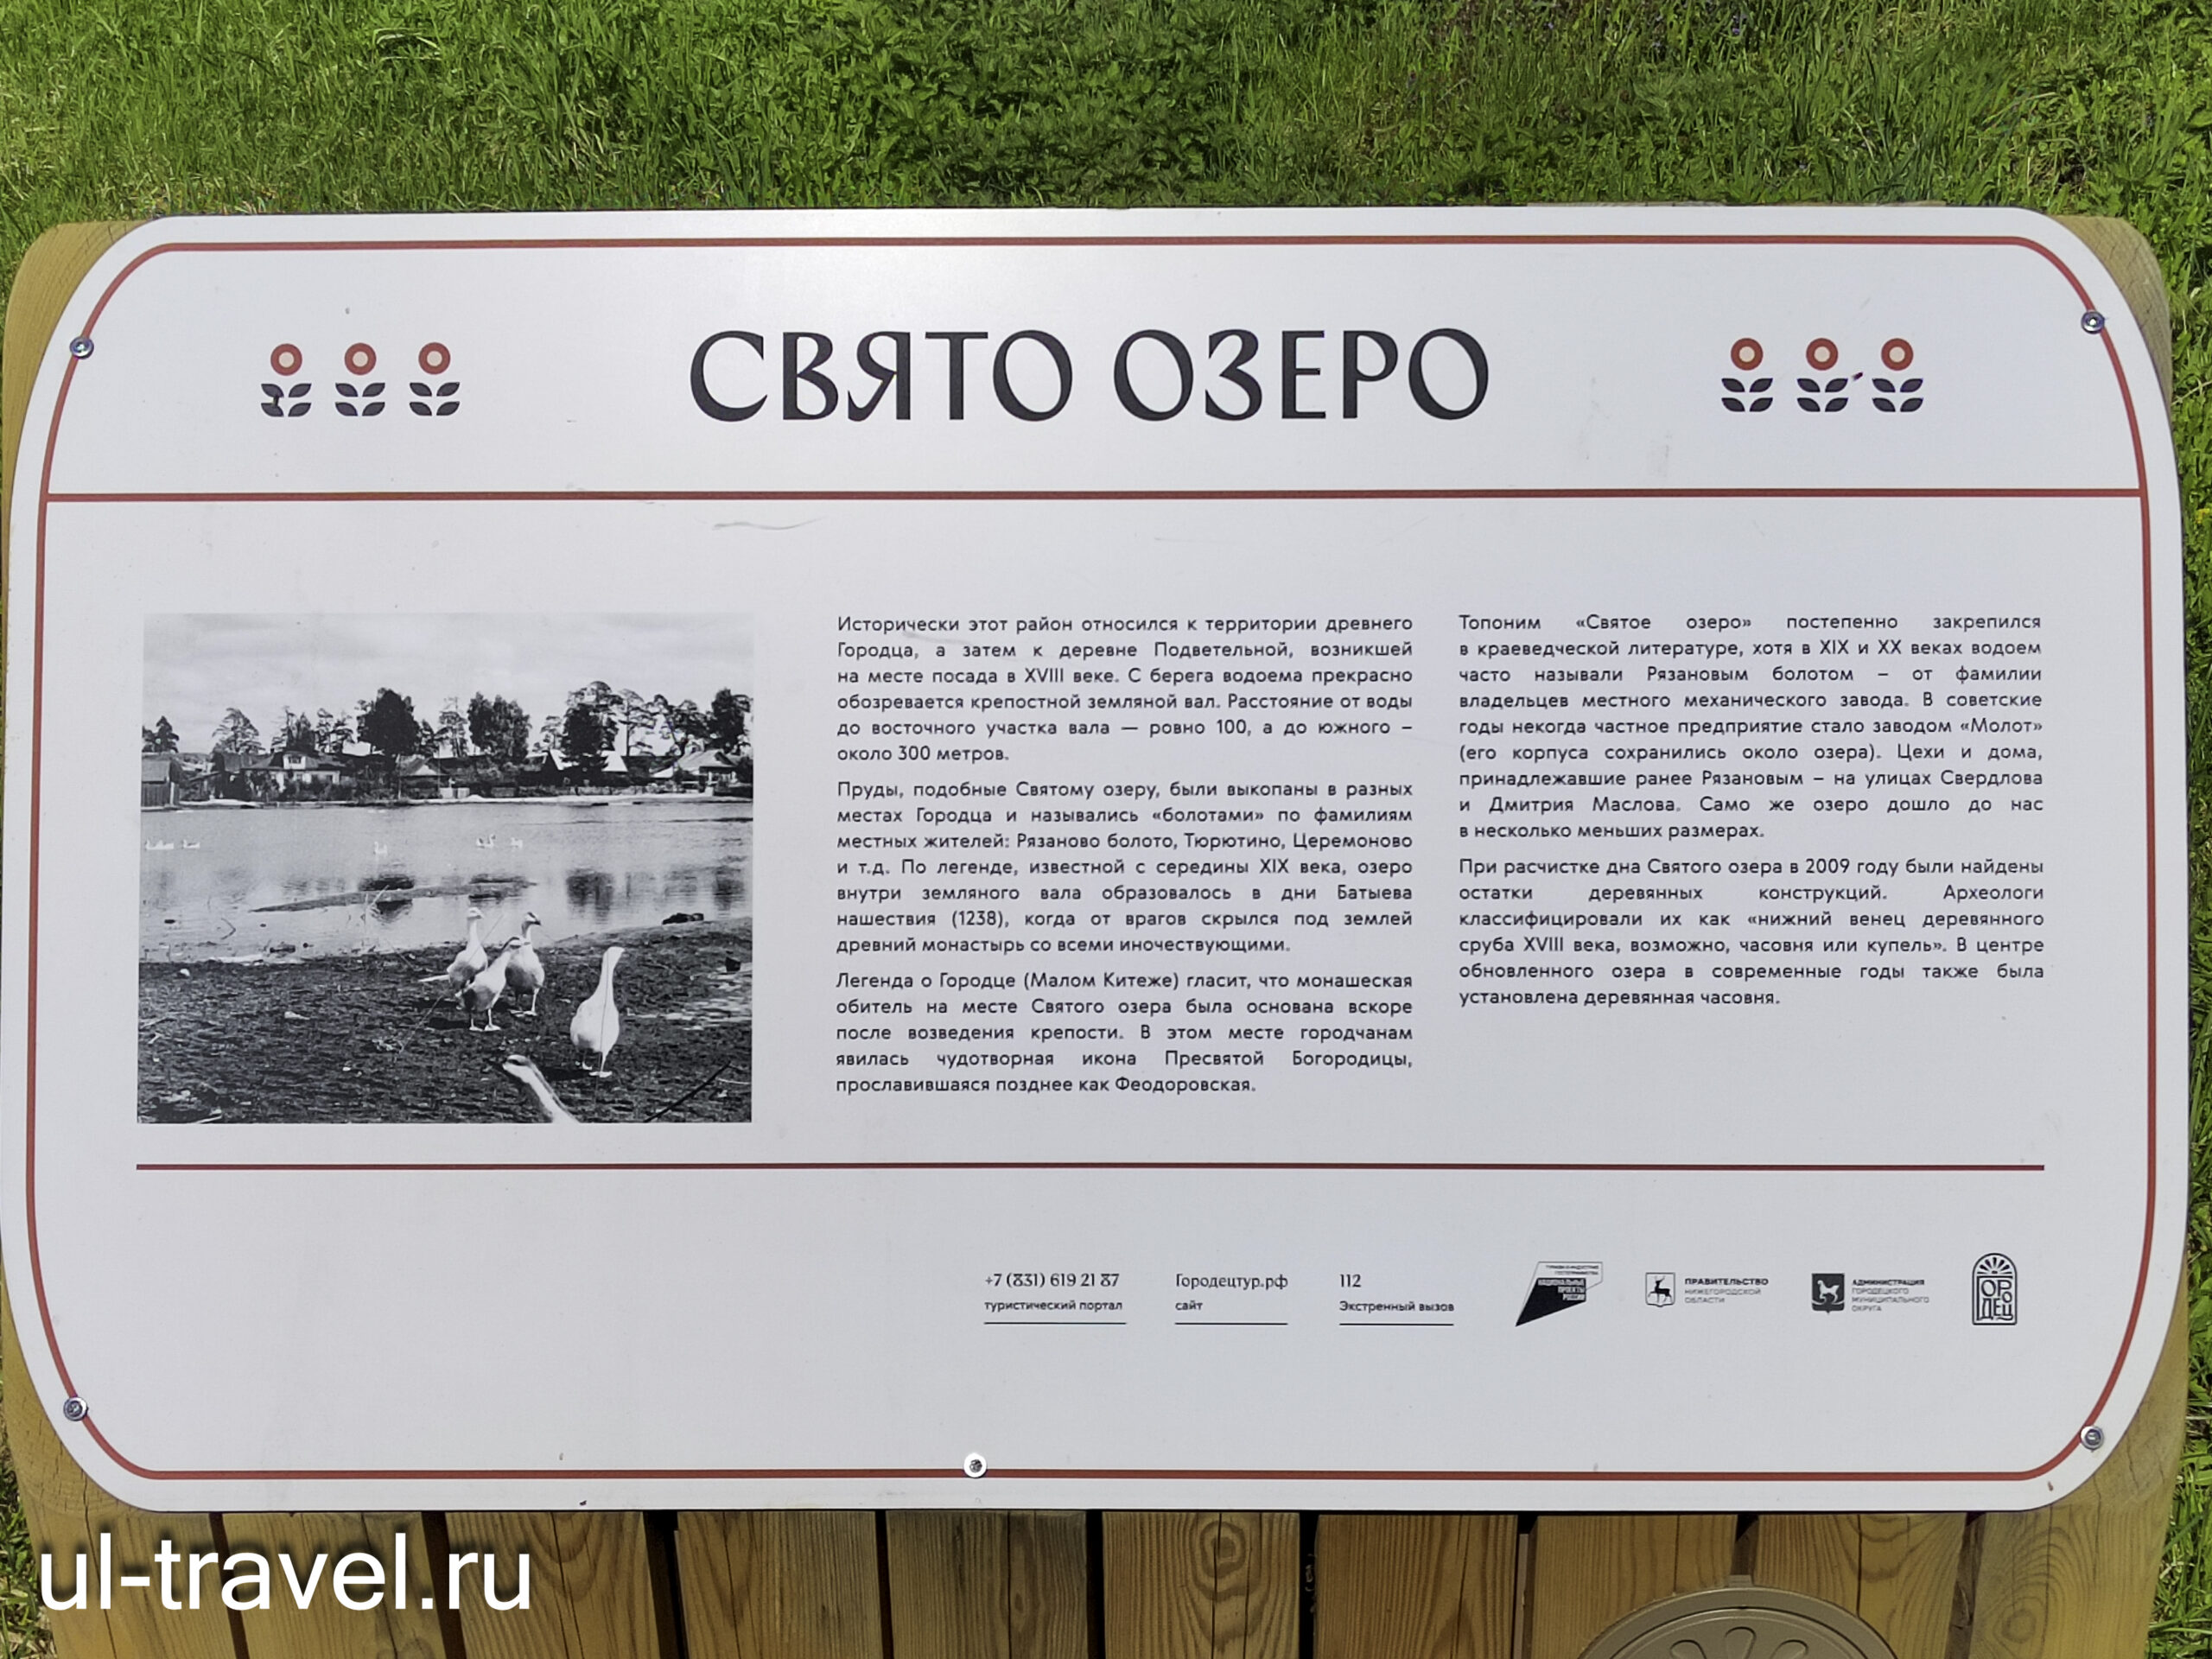 СВЯТО ОЗЕРО
Исторически этот район относился к территории древнего
Городца, а затем к деревне Подветельной, возникшей
на месте посада в XVIII веке. С берега водоема прекрасно
обозревается крепостной земляной вал. Расстояние от воды
до восточного участка вала — ровно 100, а до южного –
около 300 метров.
Пруды, подобные Святому озеру, были выкопаны в разных
местах Городца и назывались «болотами» по фамилиям
местных жителей: Рязаново болото, Тюрютино, Церемоново
и т.д. По легенде, известной с середины XIX века, озеро
внутри земляного вала образовалось в дни Батыева
нашествия (1238), когда от врагов скрылся под землей
древний монастырь со всеми иночествующими.
Легенда о Городце (Малом Китеже) гласит, что монашеская
обитель на месте Святого озера была основана вскоре
после возведения крепости. В этом месте городчанам
явилась чудотворная икона Пресвятой Богородицы,
прославившаяся позднее как Феодоровская.
Топоним «Святое озеро» постепенно закрепился
в краеведческой литературе, хотя в XIX и XX веках водоем
часто называли Рязановым болотом – от фамилии
владельцев местного механического завода. В советские
годы некогда частное предприятие стало заводом «Молот»
(его корпуса сохранились около озера). Цехи и дома,
принадлежавшие ранее Рязановым – на улицах Свердлова
и Дмитрия Маслова. Само же озеро дошло до нас
в несколько меньших размерах.
При расчистке дна Святого озера в 2009 году были найдены
остатки деревянных конструкций. Археологи
классифицировали их как «нижний венец деревянного
сруба XVIII века, возможно, часовня или купель». В центре
обновленного озера в современные годы также была
установлена деревянная часовня.
+7 (831) 619 21 87
туристический портал
Городецтур.рф
сайт
112
Экстренный вызов
НАЦИОНАЛЬНЫЕ
ПРОЕКТЫ
РОССИИ
ПРАВИТЕЛЬСТВО
НИЖЕГОРОДСКОЙ
ОБЛАСТИ
АДМИНИСТРАЦИЯ
ГОРОДЕЦКОГО
МУНИЦИПАЛЬНОГО
ОКРУГА
ГОРОДЕЦ
ul-travel.ru